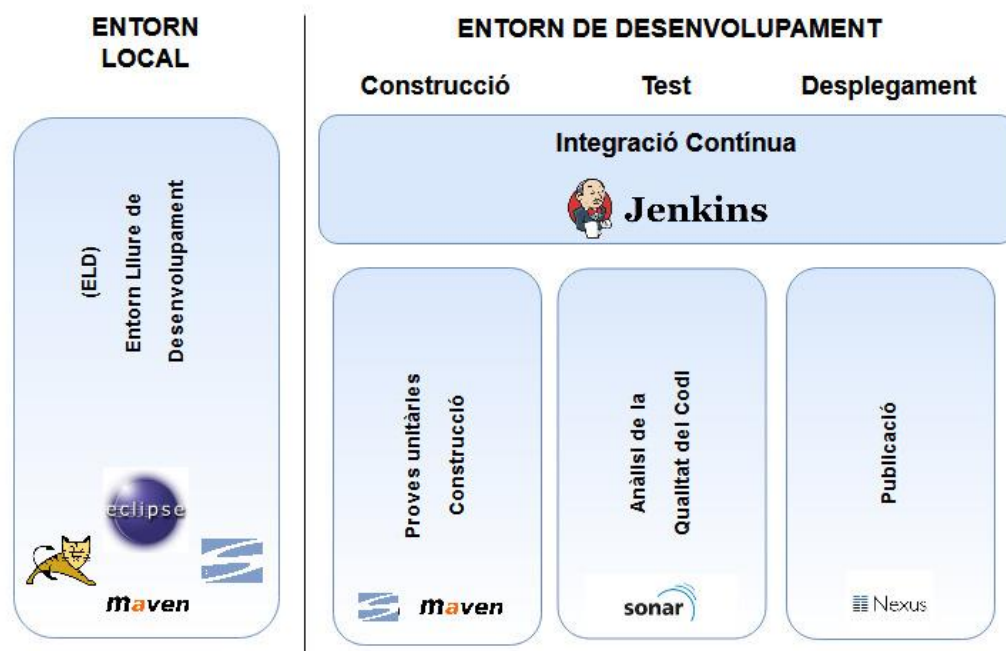 ENTORN
LOCAL
ENTORN DE DESENVOLUPAMENT
Construcció
Test
Desplegament
Integració Contínua
Jenkins
(ELD)
Entorn Lliure de
Desenvolupament
eclipse
maven
Proves unitàries
Construcció
maven
Anàlisi de la
Qualitat del Codi
sonar
Publicació
Nexus